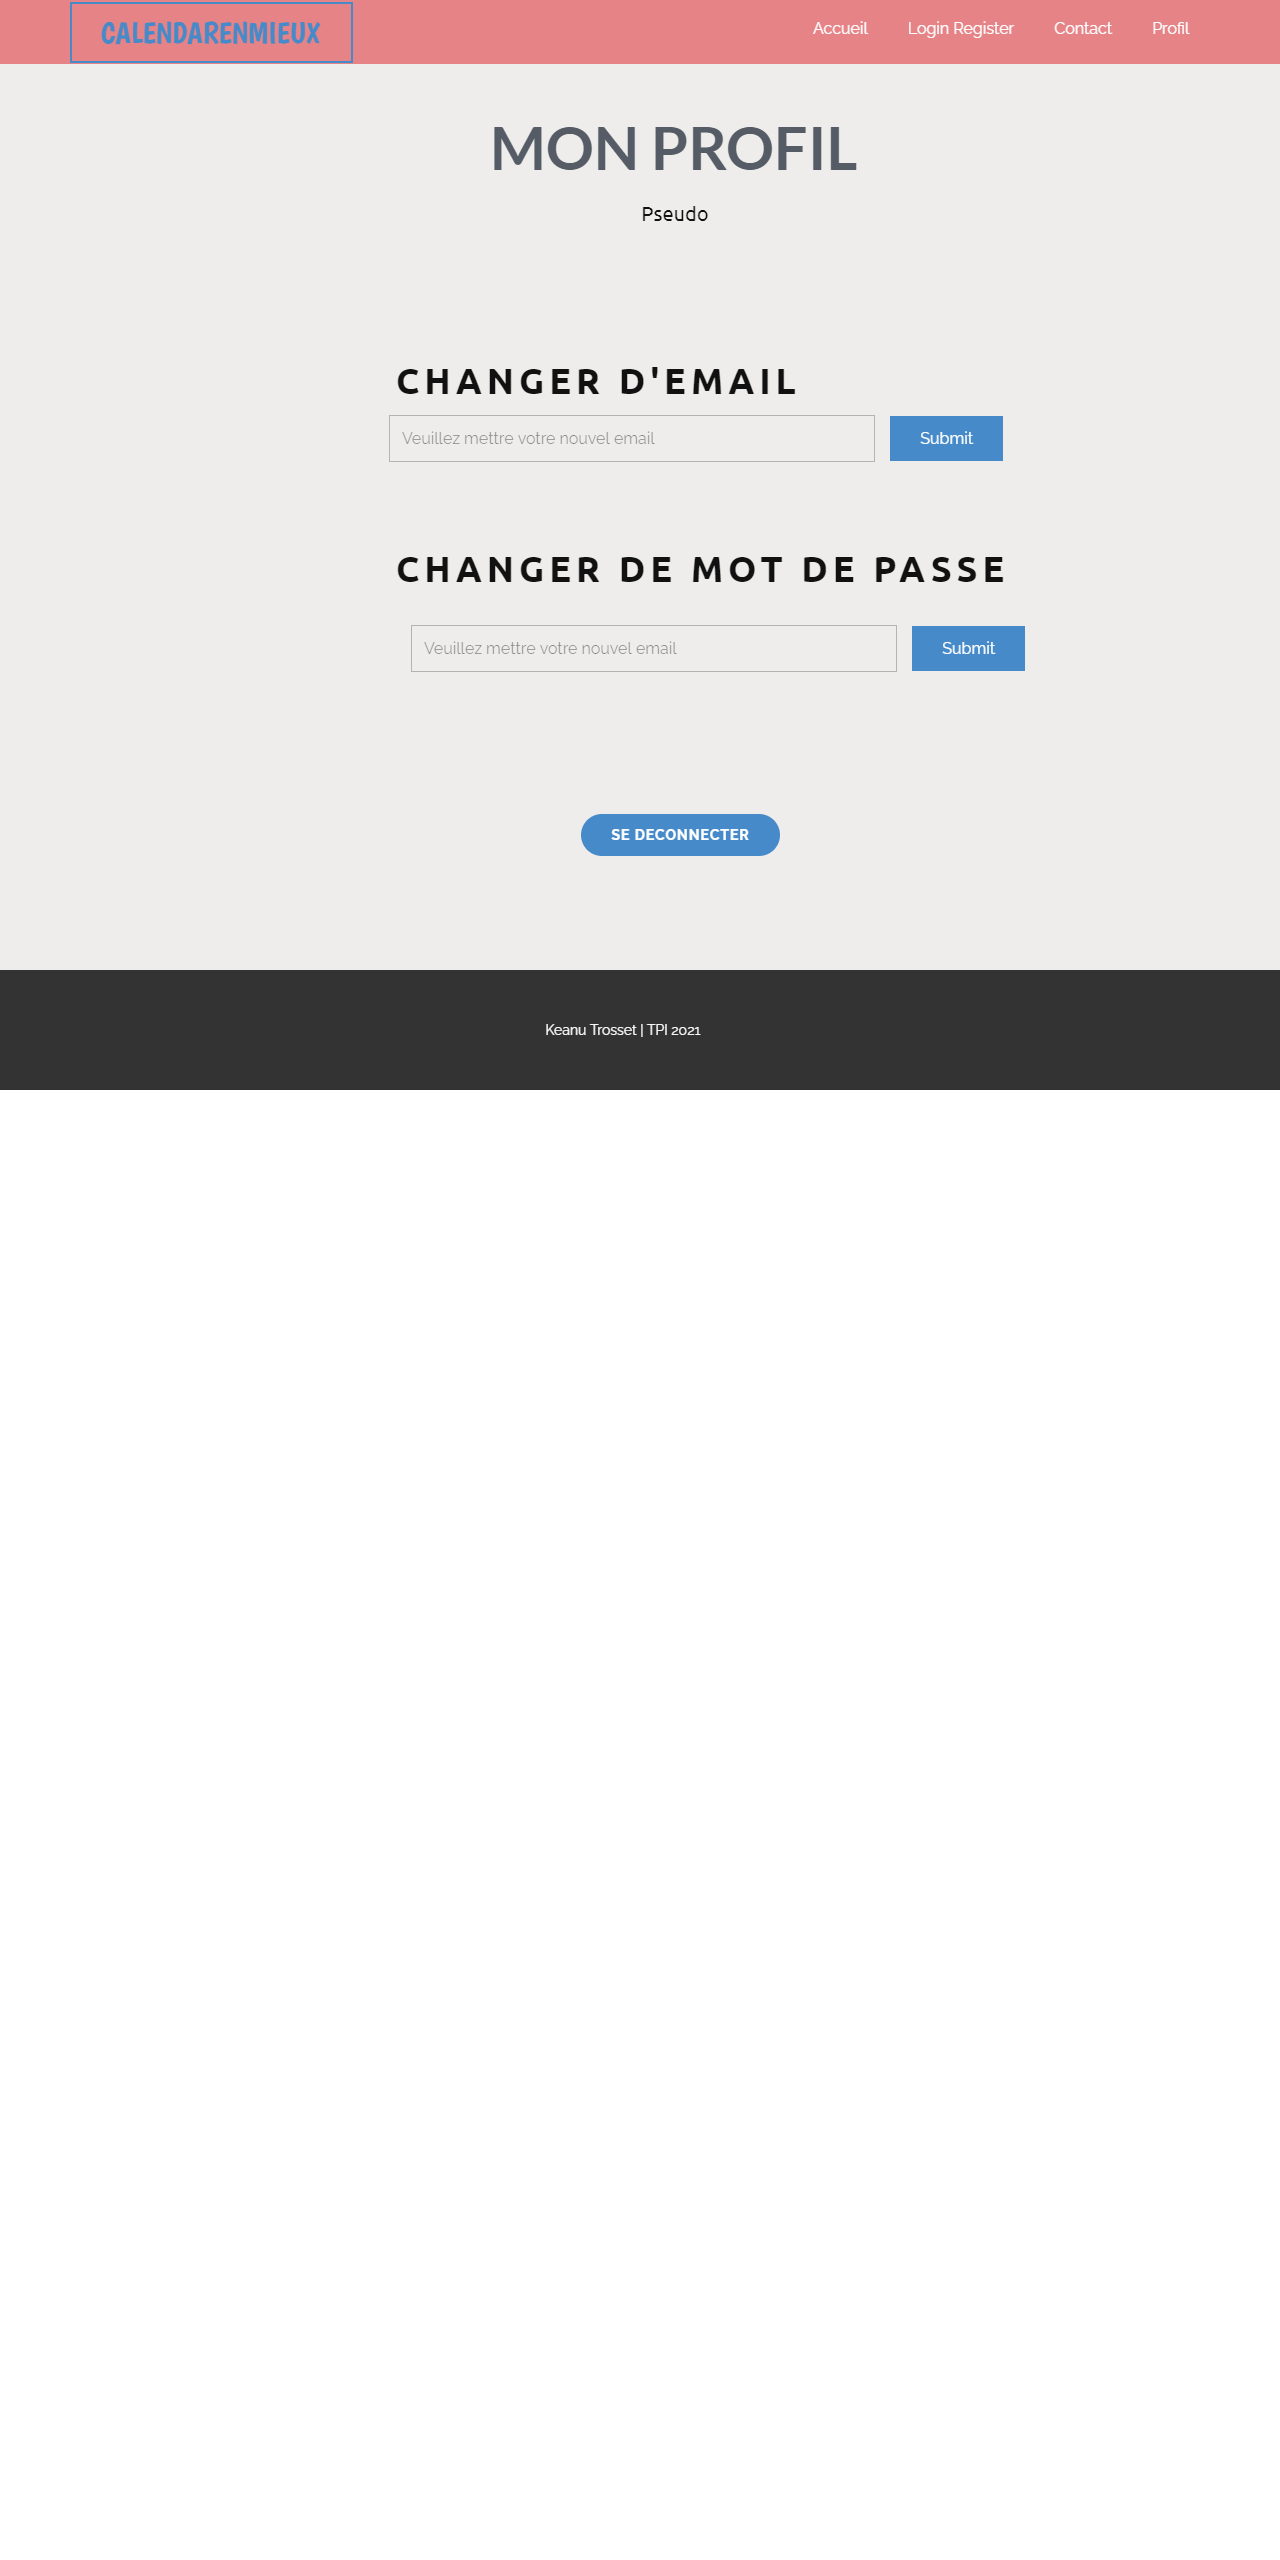 CALENDARENMIEUX
Accueil Login Register Contact Profil
MON PROFIL
Pseudo
CHANGER D'EMAIL
Veuillez mettre votre nouvel email Submit
CHANGER DE MOT DE PASSE
Veuillez mettre votre nouvel email Submit
SE DECONNECTER
Keanu Trosset | TPI 2021